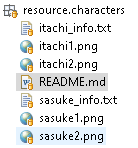 resource.characters
itachi_info.txt
itachi1.png
itachi2.png
README.md
sasuke_info.txt
sasuke1.png
sasuke2.png